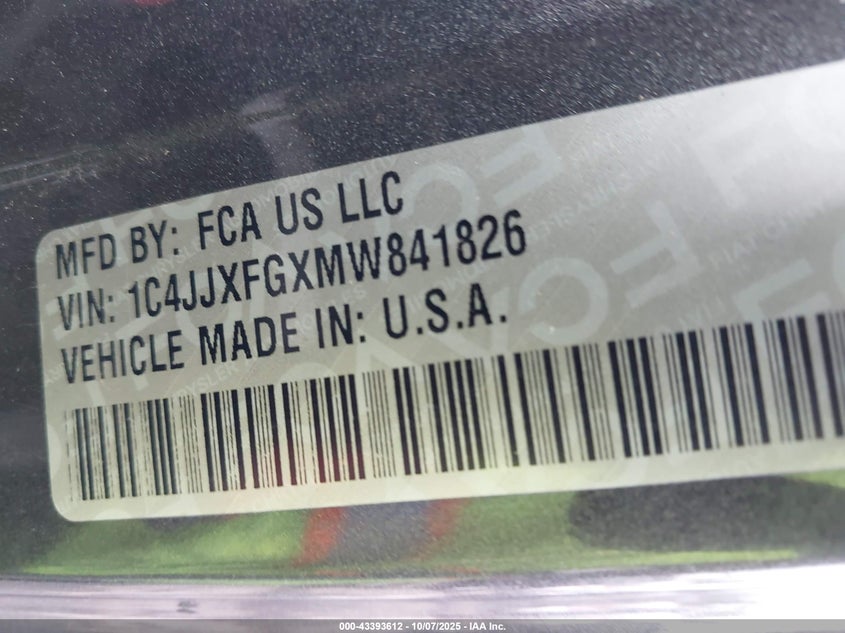 MFD BY: FCA US LLC
VIN: 1C4JJXFGXMW841826
VEHICLE MADE IN: U.S.A.
000-43393612 - 10/07/2025 - IAA Inc.